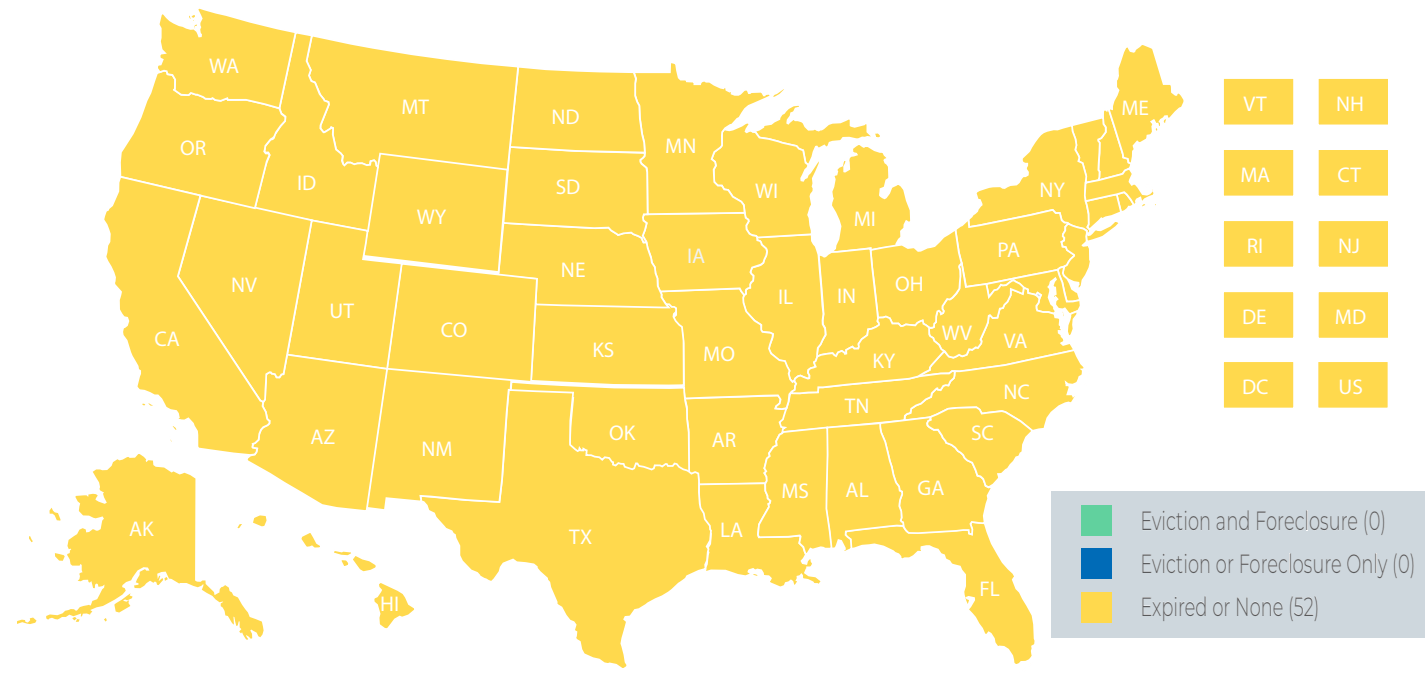 WA
MT
ND
MN
ME
VT
NH
OR
ID
SD
WI
NY
MI
MA
CT
WY
NE
IA
PA
RI
NJ
NV
UT
CO
IL
IN
OH
WV
VA
DE
MD
CA
KS
MO
KY
DC
US
AZ
NM
OK
AR
TN
NC
SC
AK
TX
LA
MS
AL
GA
HI
FL
Eviction and Foreclosure (0)
Eviction or Foreclosure Only (0)
Expired or None (52)